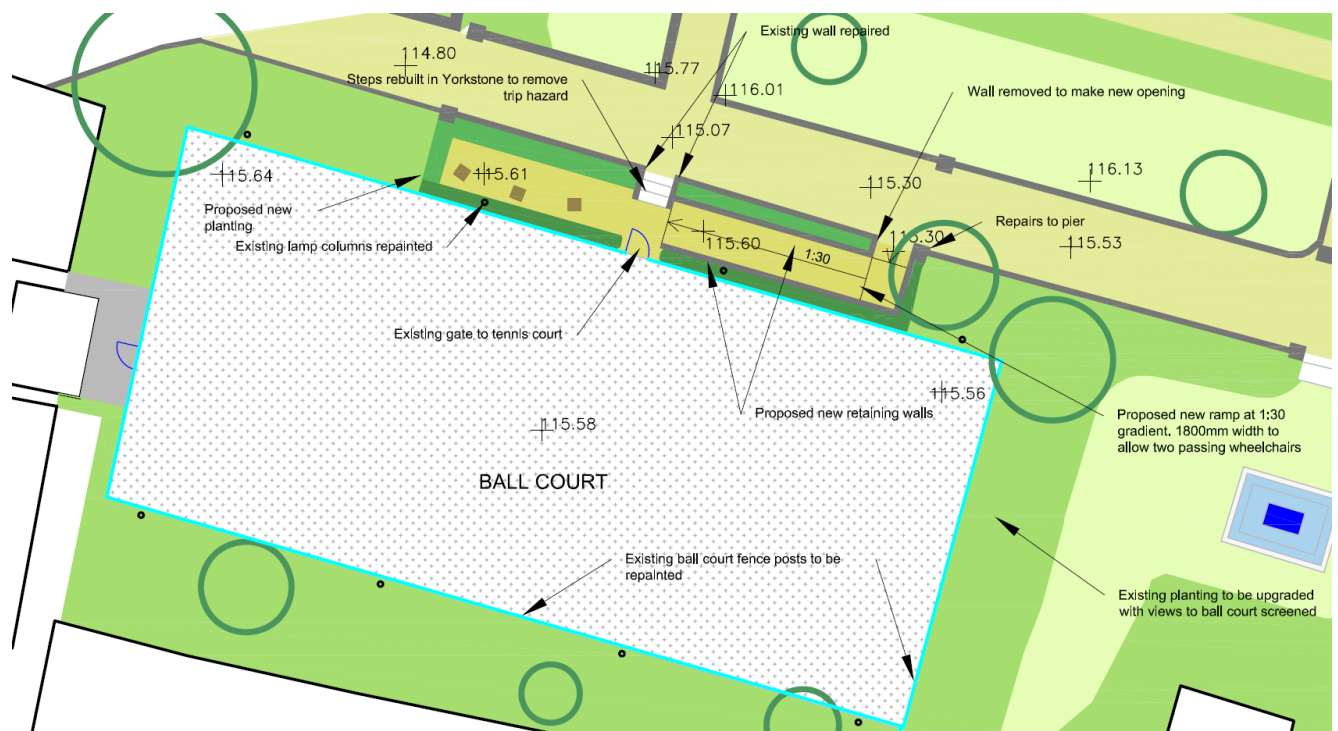 Existing wall repaired
114.80
115.77
Steps rebuilt in Yorkstone to remove
trip hazard
116.01
Wall removed to make new opening
115.07
115.64
115.61
115.30
116.13
Proposed new
planting
Existing lamp columns repainted
115.60
115.30
Repairs to pier
115.53
1:30
Existing gate to tennis court
115.56
115.58
Proposed new retaining walls
Proposed new ramp at 1:30
gradient. 1800mm width to
allow two passing wheelchairs
BALL COURT
Existing ball court fence posts to be
repainted
Existing planting to be upgraded
with views to ball court screened